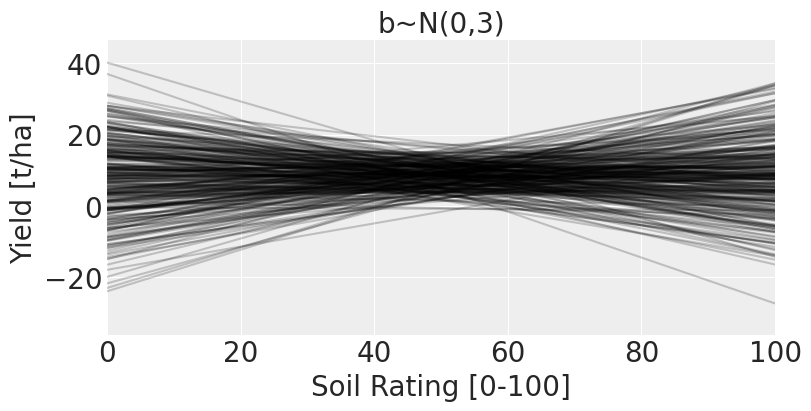 b~N(0,3)
Yield [t/ha]
40
20
0
−20
0 20 40 60 80 100
Soil Rating [0-100]